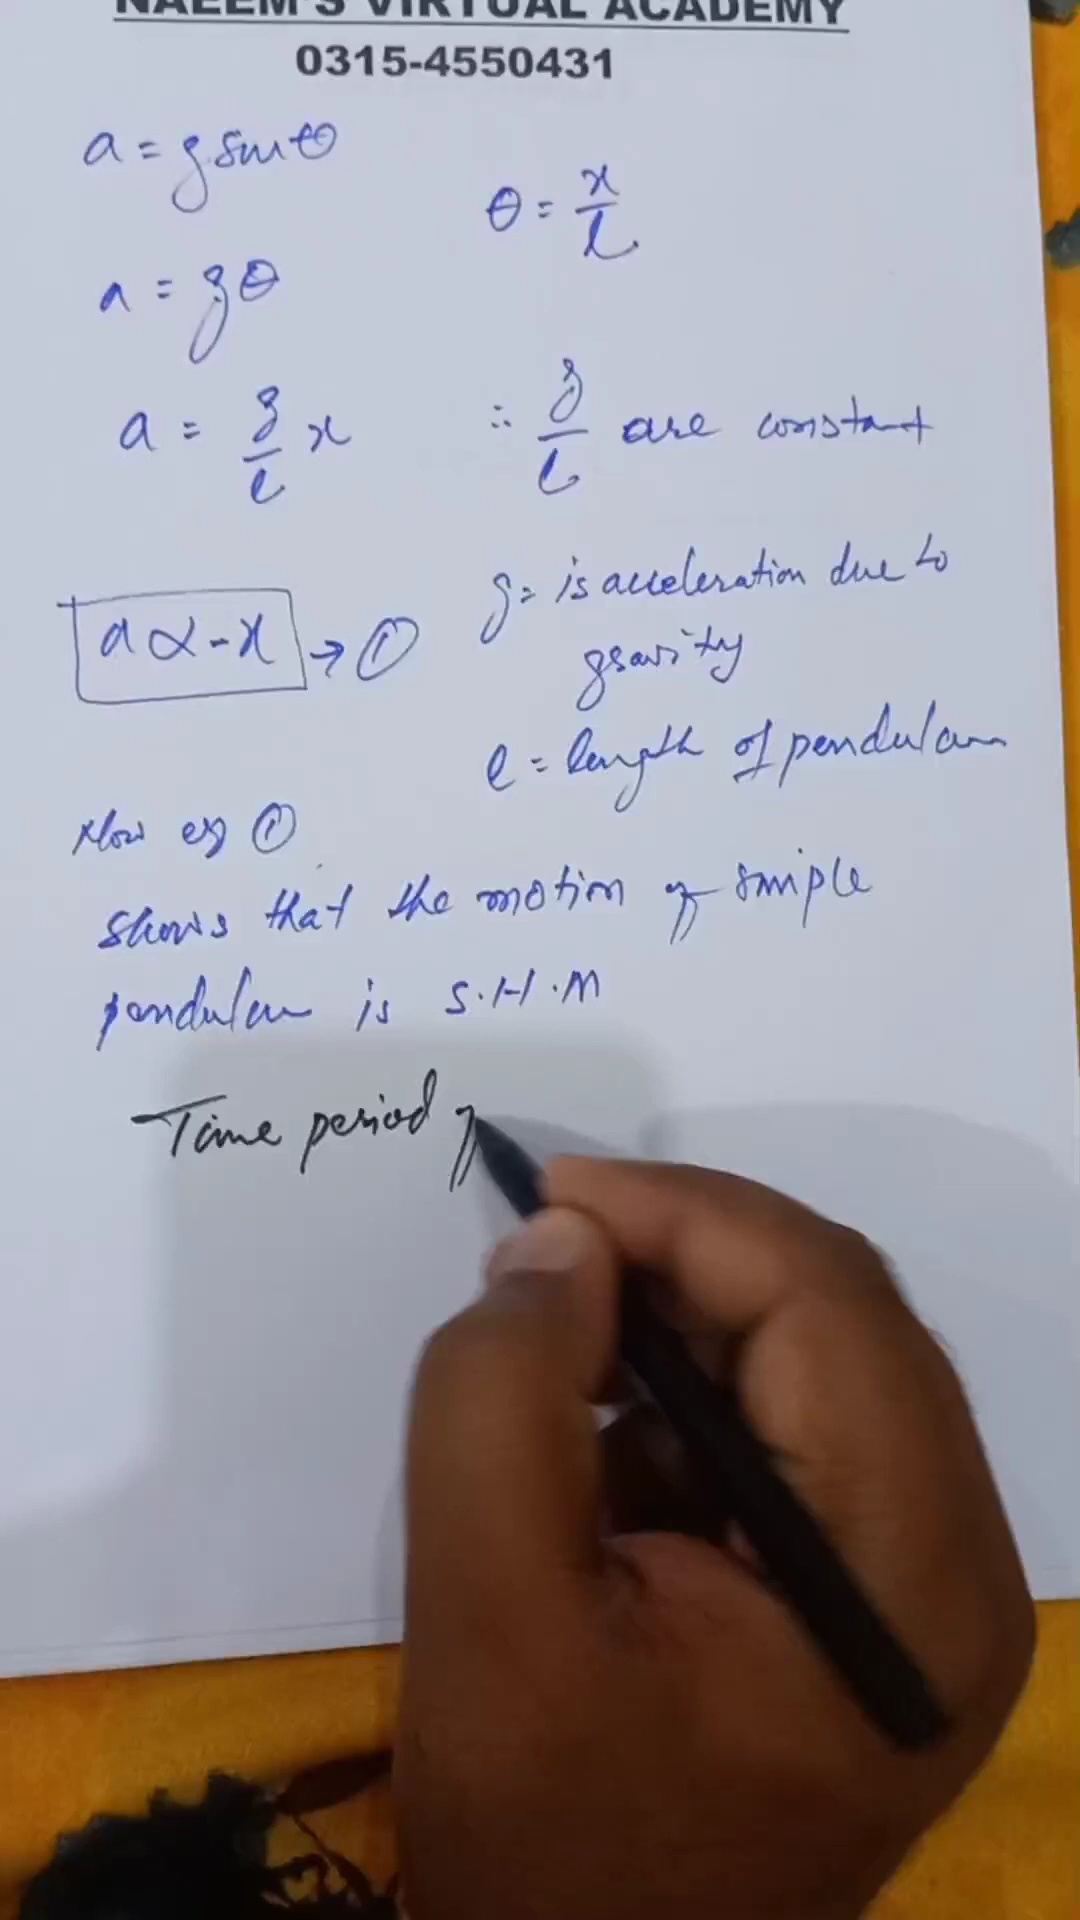 NAEEM'S VIRTUAL ACADEMY
0315-4550431
a = g sinθ
θ = x/l
a = gθ
a = g/l x ∴ g/l are constant
g = is acceleration due to
gravity
a ∝ -x → ①
l = length of pendulum
Now eq ①
shows that the motion of simple
pendulum is S.H.M
Time period